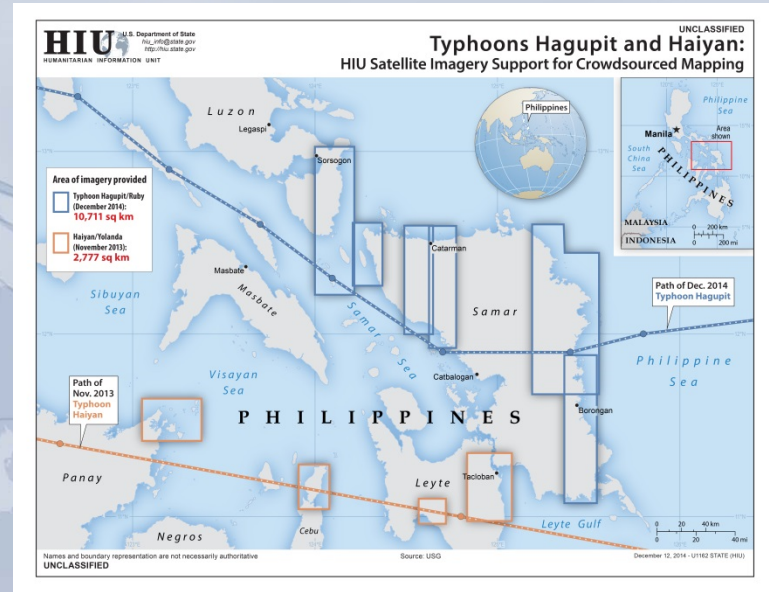 HIU
HUMANITARIAN INFORMATION UNIT
U.S. Department of State
hiu_info@state.gov
http://hiu.state.gov
UNCLASSIFIED
Typhoons Hagupit and Haiyan:
HIU Satellite Imagery Support for Crowdsourced Mapping
Luzon
Legaspi
Sorsogon
Philippines
Philippine
Sea
Manila
Area
shown
South
China
Sea
PHILIPPINES
MALAYSIA
INDONESIA
0 200 km
0 200 mi
Area of imagery provided
Typhoon Hagupit/Ruby
(December 2014):
10,711 sq km
Haiyan/Yolanda
(November 2013):
2,777 sq km
Catarman
Masbate
Masbate
Sibuyan
Sea
Samar
Sea
Samar
Path of Dec. 2014
Typhoon Hagupit
Philippine
Sea
Visayan
Sea
Catbalogan
Path of
Nov. 2013
Typhoon
Haiyan
PHILIPPINES
Borongan
Panay
Leyte
Tacloban
Leyte Gulf
Negros
Cebu
0 20 40 km
0 20 40 mi
Names and boundary representation are not necessarily authoritative
UNCLASSIFIED
Source: USG
December 12, 2014 - U1162 STATE (HIU)